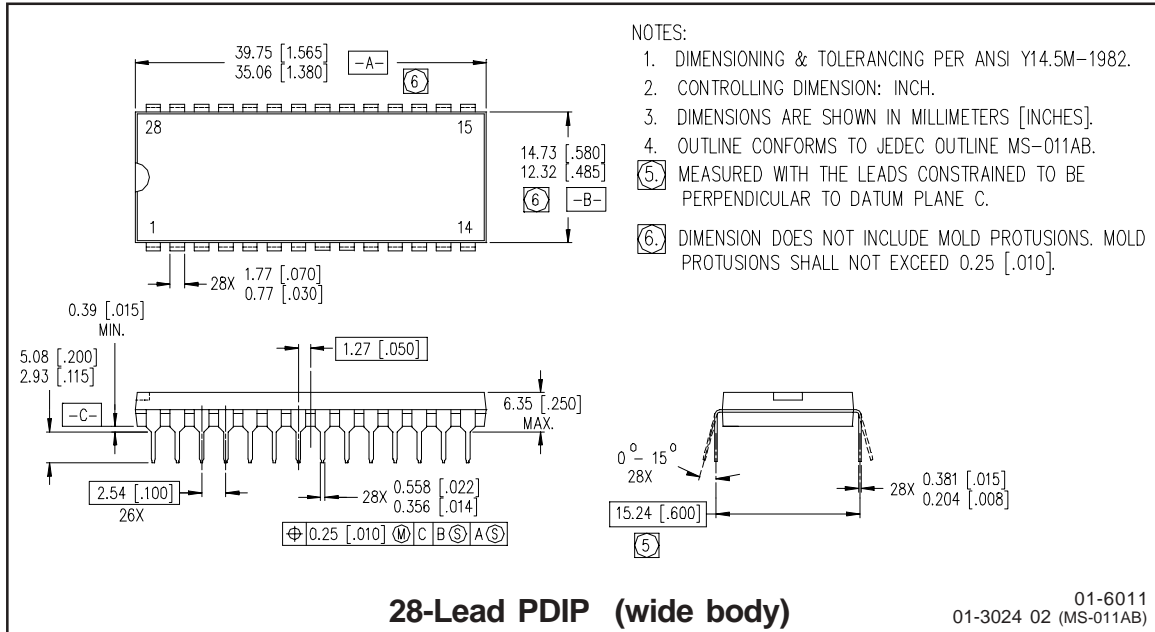 39.75 [1.565]
35.06 [1.380]
-A-
6
28
15
1
14
14.73 [.580]
12.32 [.485]
6
-B-
28X
1.77 [.070]
0.77 [.030]
NOTES:
1. DIMENSIONING & TOLERANCING PER ANSI Y14.5M-1982.
2. CONTROLLING DIMENSION: INCH.
3. DIMENSIONS ARE SHOWN IN MILLIMETERS [INCHES].
4. OUTLINE CONFORMS TO JEDEC OUTLINE MS-011AB.
5. MEASURED WITH THE LEADS CONSTRAINED TO BE
PERPENDICULAR TO DATUM PLANE C.
6. DIMENSION DOES NOT INCLUDE MOLD PROTUSIONS. MOLD
PROTUSIONS SHALL NOT EXCEED 0.25 [.010].
0.39 [.015]
MIN.
5.08 [.200]
2.93 [.115]
-C-
1.27 [.050]
6.35 [.250]
MAX.
2.54 [.100]
26X
28X
0.558 [.022]
0.356 [.014]
⌖ 0.25 [.010] Ⓜ C B Ⓢ A Ⓢ
0° - 15°
28X
28X
0.381 [.015]
0.204 [.008]
15.24 [.600]
5
28-Lead PDIP (wide body)
01-6011
01-3024 02 (MS-011AB)